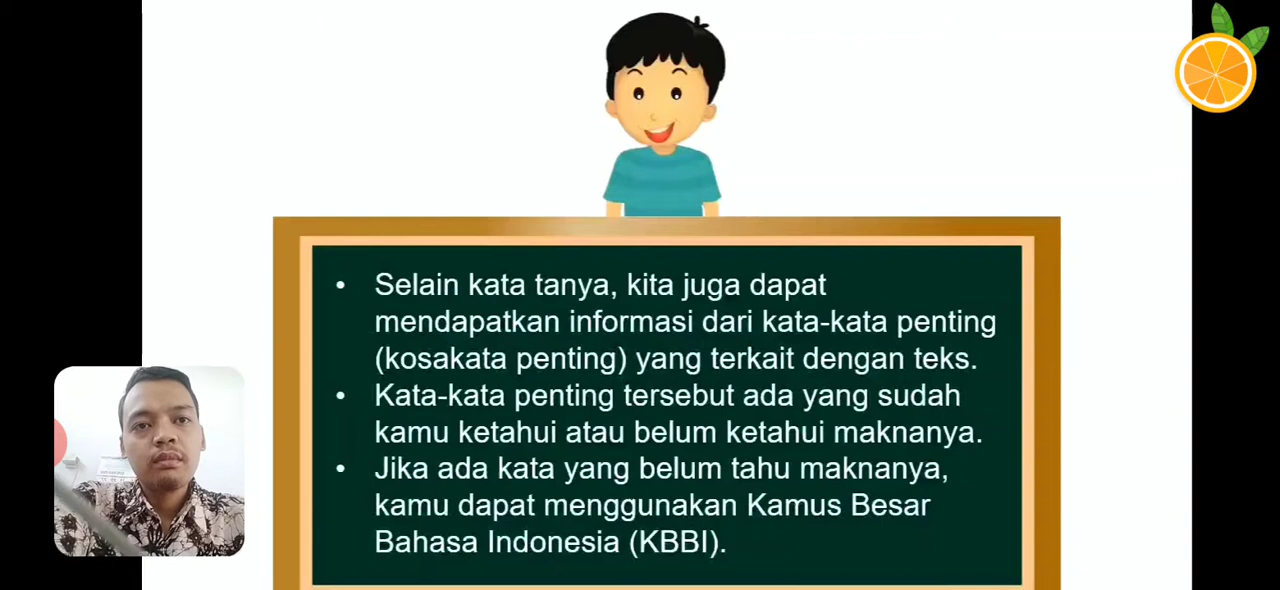 • Selain kata tanya, kita juga dapat
mendapatkan informasi dari kata-kata penting
(kosakata penting) yang terkait dengan teks.
• Kata-kata penting tersebut ada yang sudah
kamu ketahui atau belum ketahui maknanya.
• Jika ada kata yang belum tahu maknanya,
kamu dapat menggunakan Kamus Besar
Bahasa Indonesia (KBBI).